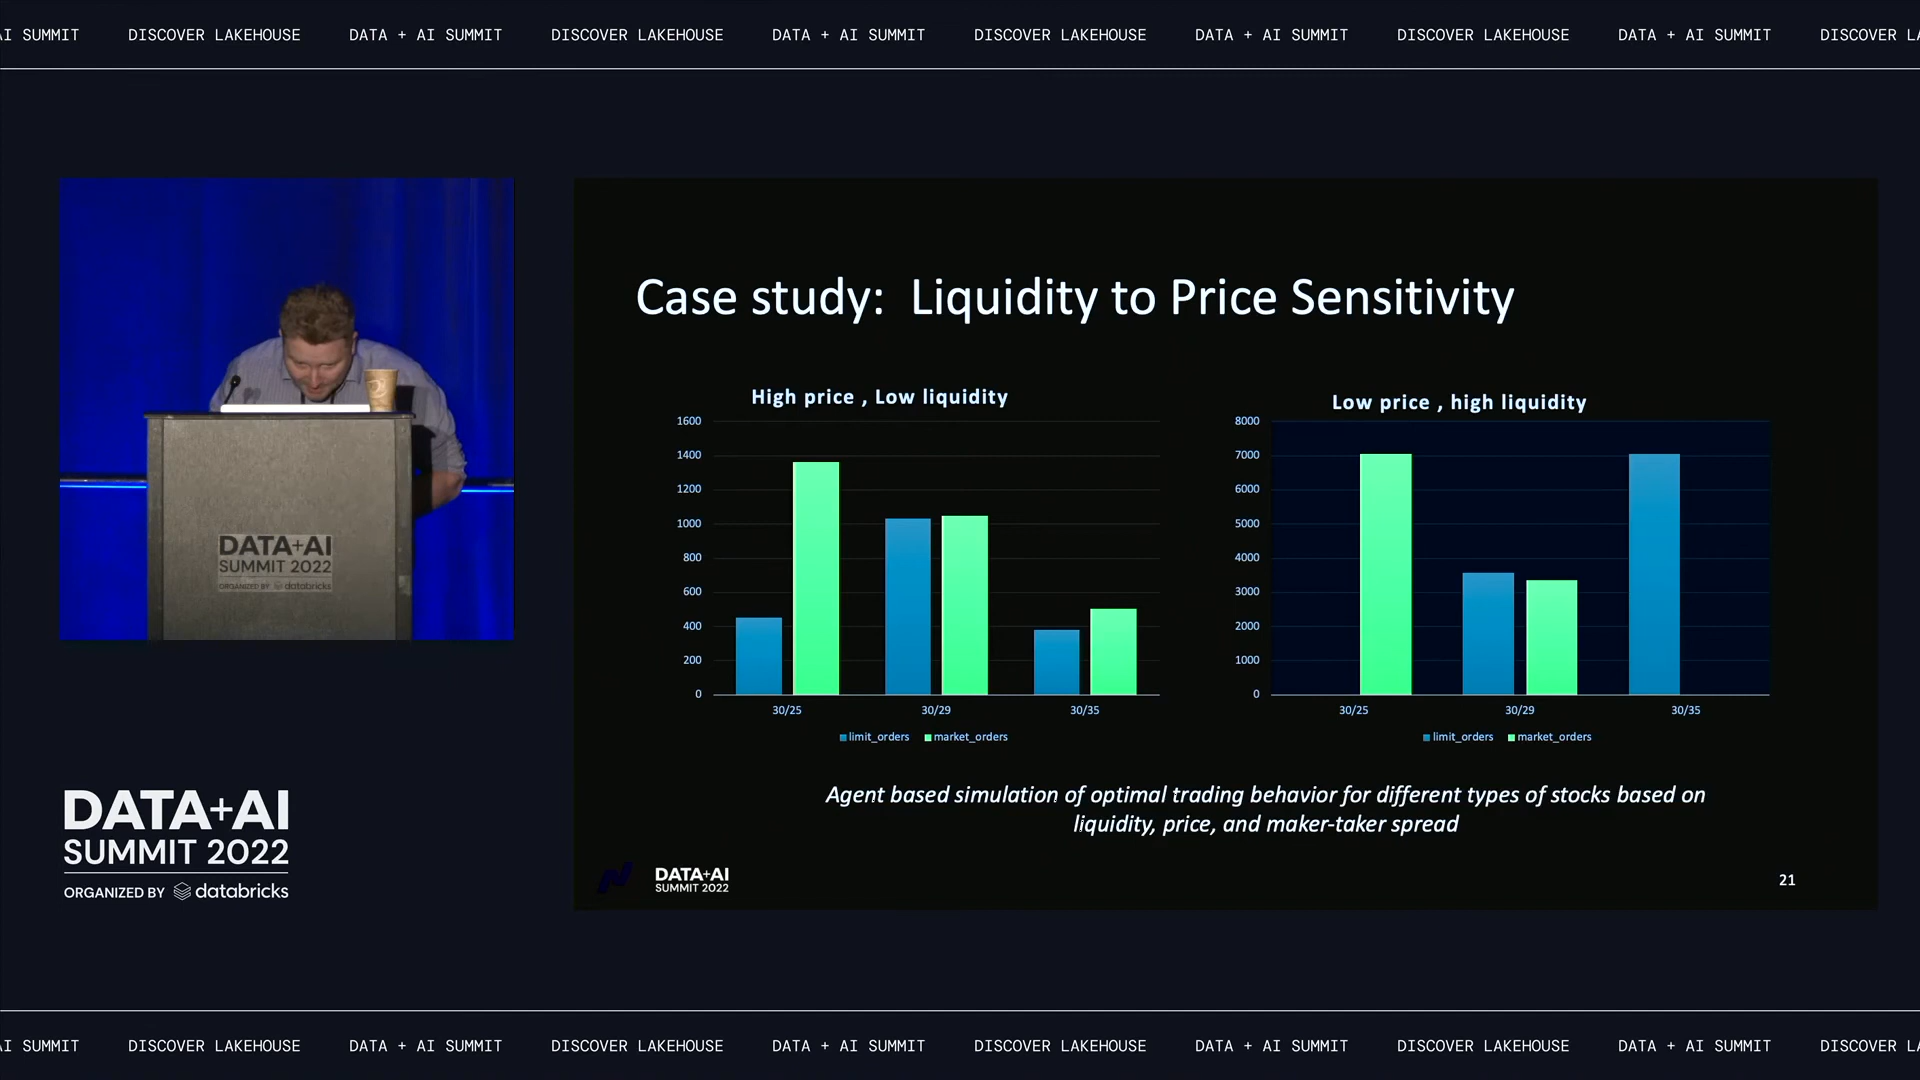 AI SUMMIT DISCOVER LAKEHOUSE DATA + AI SUMMIT DISCOVER LAKEHOUSE DATA + AI SUMMIT DISCOVER LAKEHOUSE DATA + AI SUMMIT DISCOVER LAKEHOUSE DATA + AI SUMMIT DISCOVER LA
DATA+AI
SUMMIT 2022
ORGANIZED BY databricks
Case study: Liquidity to Price Sensitivity
High price , Low liquidity
1600
1400
1200
1000
800
600
400
200
0
30/25 30/29 30/35
limit_orders market_orders
Low price , high liquidity
8000
7000
6000
5000
4000
3000
2000
1000
0
30/25 30/29 30/35
limit_orders market_orders
Agent based simulation of optimal trading behavior for different types of stocks based on
liquidity, price, and maker-taker spread
DATA+AI
SUMMIT 2022
21
DATA+AI
SUMMIT 2022
ORGANIZED BY databricks
AI SUMMIT DISCOVER LAKEHOUSE DATA + AI SUMMIT DISCOVER LAKEHOUSE DATA + AI SUMMIT DISCOVER LAKEHOUSE DATA + AI SUMMIT DISCOVER LAKEHOUSE DATA + AI SUMMIT DISCOVER LA